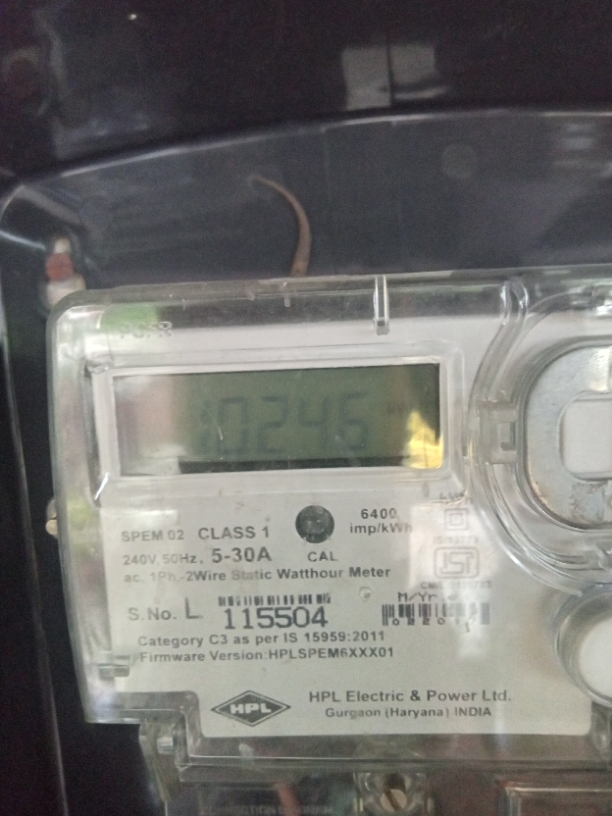 0246
6400
imp/kWh
SPEM 02 CLASS 1
240V, 50Hz, 5-30A CAL
ac. 1Ph.-2Wire Static Watthour Meter
S.No. L 115504
M/Yr.
Category C3 as per IS 15959:2011
Firmware Version:HPLSPEM6XXX01
HPL
HPL Electric & Power Ltd.
Gurgaon (Haryana) INDIA